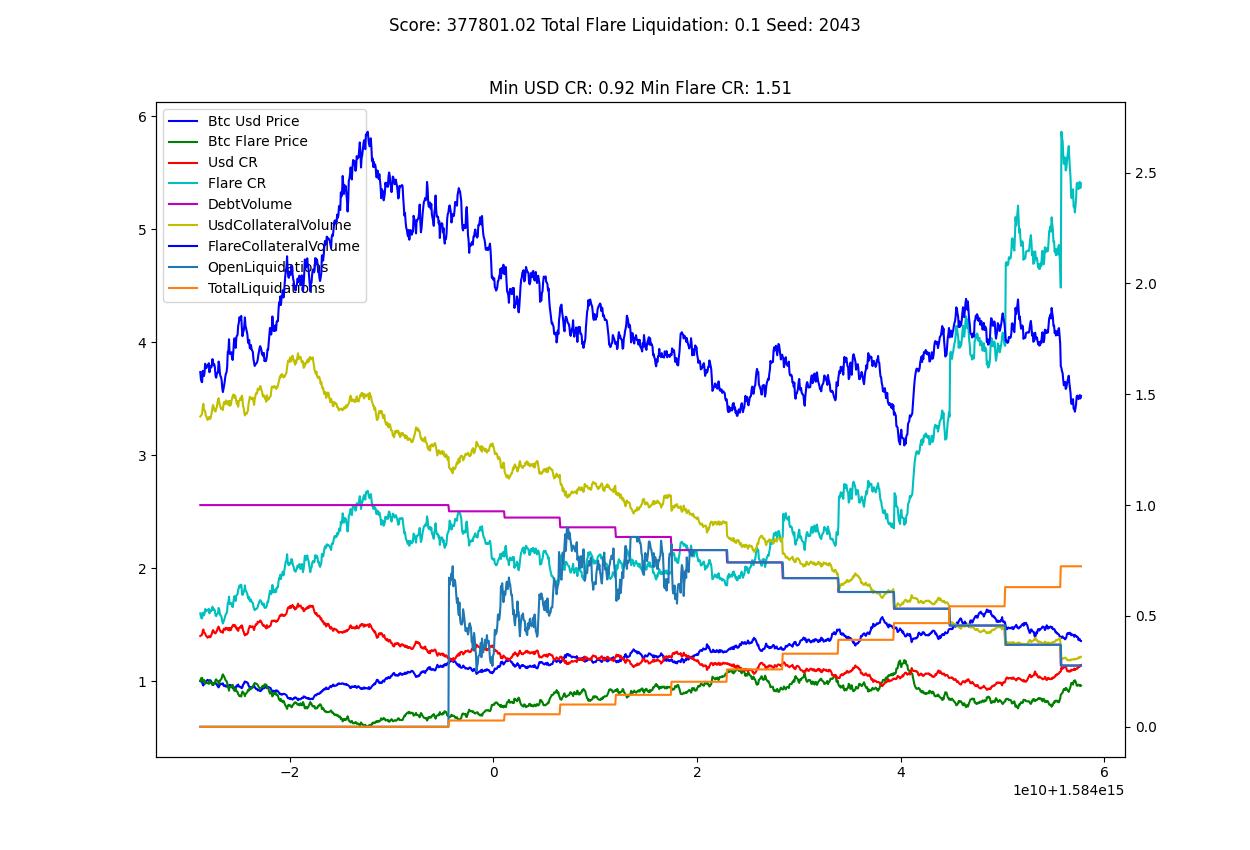 Score: 377801.02 Total Flare Liquidation: 0.1 Seed: 2043
Min USD CR: 0.92 Min Flare CR: 1.51
Btc Usd Price
Btc Flare Price
Usd CR
Flare CR
DebtVolume
UsdCollateralVolume
FlareCollateralVolume
OpenLiquidations
TotalLiquidations
6
5
4
3
2
1
2.5
2.0
1.5
1.0
0.5
0.0
−2 0 2 4 6
1e10+1.584e15